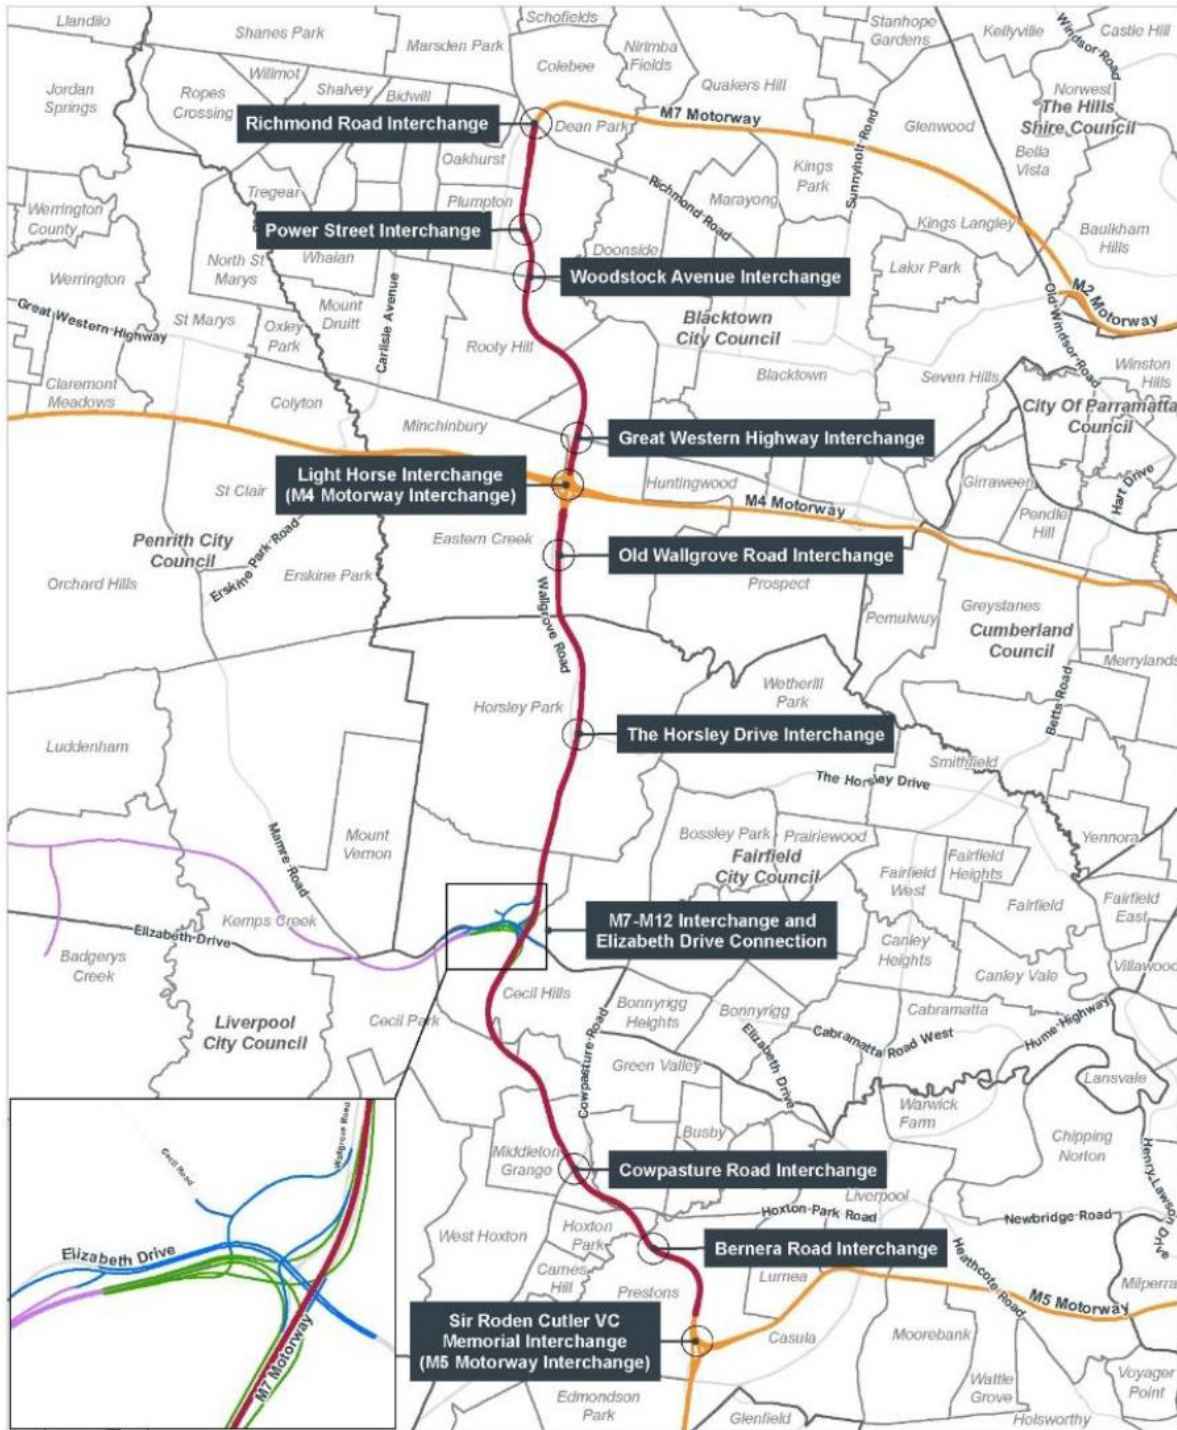 Llandilo
Shanes Park
Marsden Park
Schofields
Colebee
Nirimba
Fields
Quakers Hill
Stanhope
Gardens
Kellyville
Windsor Road
Castle Hill
Jordan
Springs
Ropes
Crossing
Willmot
Shalvey
Bidwill
Norwest
The Hills
Shire Council
Richmond Road Interchange
Dean Park
M7 Motorway
Sunnyholt Road
Glenwood
Bella
Vista
Oakhurst
Kings
Park
Richmond Road
Marayong
Tregear
Plumpton
Werrington
County
Kings Langley
Baulkham
Hills
Power Street Interchange
Doonside
Whalan
North St
Marys
Werrington
Woodstock Avenue Interchange
Lalor Park
M2 Motorway
Old Windsor Road
Great Western Highway
St Marys
Oxley
Park
Mount
Druitt
Carlisle Avenue
Rooty Hill
Blacktown
City Council
Blacktown
Seven Hills
Winston
Hills
Claremont
Meadows
Colyton
Minchinbury
City Of Parramatta
Council
Great Western Highway Interchange
Light Horse Interchange
(M4 Motorway Interchange)
St Clair
Huntingwood
M4 Motorway
Girraween
Hart Drive
Pendle
Hill
Penrith City
Council
Erskine Park Road
Eastern Creek
Old Wallgrove Road Interchange
Orchard Hills
Erskine Park
Prospect
Wallgrove Road
Pemulwuy
Greystanes
Cumberland
Council
Merrylands
Betts Road
Wetherill
Park
Horsley Park
The Horsley Drive Interchange
Luddenham
Smithfield
The Horsley Drive
Mount
Vernon
Mamre Road
Bossley Park
Prairiewood
Yennora
Fairfield
City Council
Fairfield
West
Fairfield
Heights
Fairfield
Fairfield
East
Kemps Creek
Elizabeth Drive
M7-M12 Interchange and
Elizabeth Drive Connection
Canley
Heights
Badgerys
Creek
Canley Vale
Villawood
Cecil Hills
Bonnyrigg
Heights
Bonnyrigg
Cabramatta
Liverpool
City Council
Cecil Park
Cowpasture Road
Elizabeth Drive
Cabramatta Road West
Hume Highway
Green Valley
Lansvale
Warwick
Farm
Busby
Chipping
Norton
Henry Lawson Drive
Middleton
Grange
Cowpasture Road Interchange
Liverpool
Hoxton Park Road
Newbridge Road
West Hoxton
Hoxton
Park
Bernera Road Interchange
Heathcote Road
Carnes
Hill
Prestons
Lurnea
Milperra
M5 Motorway
Sir Roden Cutler VC
Memorial Interchange
(M5 Motorway Interchange)
Casula
Moorebank
Wattle
Grove
Voyager
Point
Edmondson
Park
Glenfield
Holsworthy
Cecil Road
Wallgrove Road
Elizabeth Drive
M7 Motorway